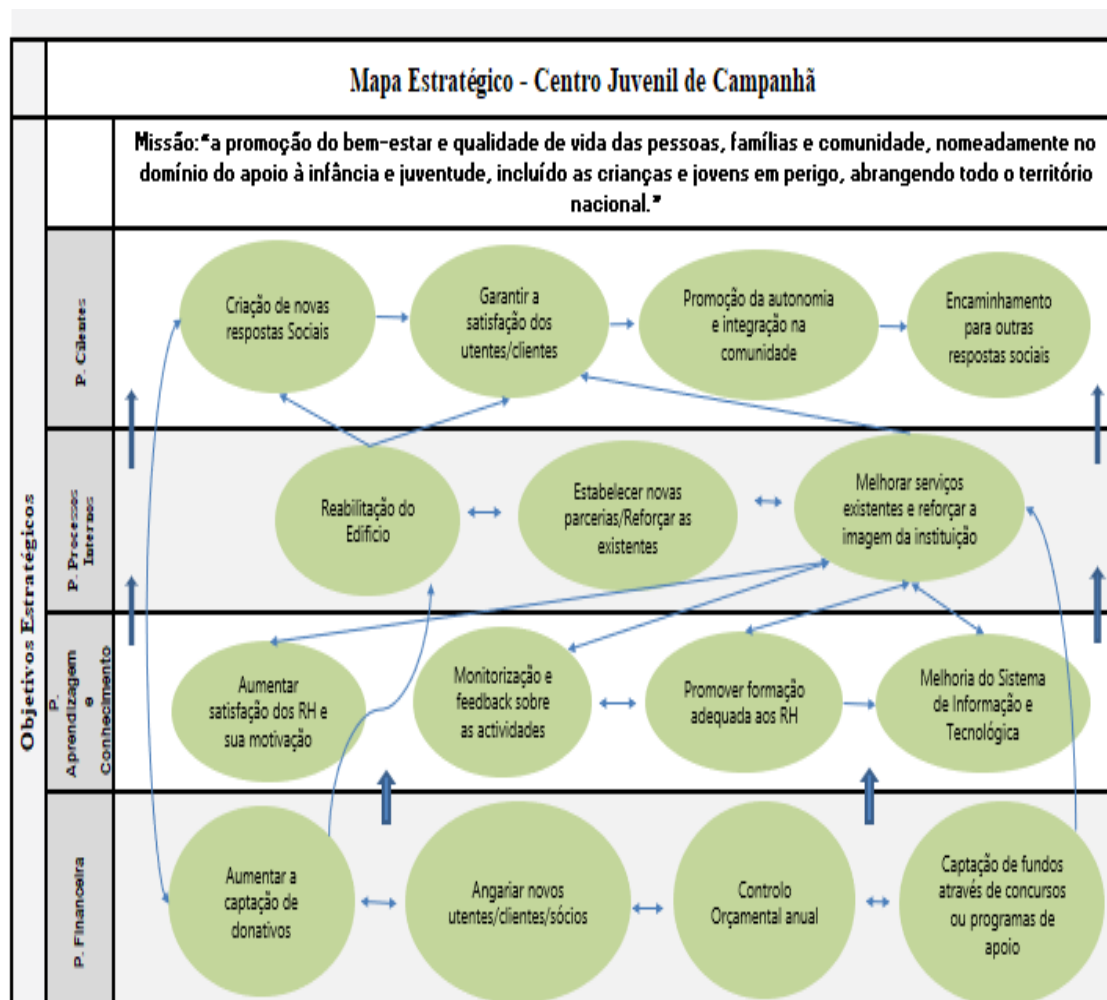 Mapa Estratégico - Centro Juvenil de Campanhã
Missão:"a promoção do bem-estar e qualidade de vida das pessoas, famílias e comunidade, nomeadamente no
domínio do apoio à infância e juventude, incluído as crianças e jovens em perigo, abrangendo todo o território
nacional."
Objetivos Estratégicos
P. Clientes
Criação de novas
respostas Sociais
Garantir a
satisfação dos
utentes/clientes
Promoção da autonomia
e integração na
comunidade
Encaminhamento
para outras
respostas sociais
P. Processos
Internos
Reabilitação do
Edificio
Estabelecer novas
parcerias/Reforçar as
existentes
Melhorar serviços
existentes e reforçar a
imagem da instituição
P.
Aprendizagem
e
Conhecimento
Aumentar
satisfação dos RH e
sua motivação
Monitorização e
feedback sobre
as actividades
Promover formação
adequada aos RH
Melhoria do Sistema
de Informação e
Tecnológica
P. Financeira
Aumentar a
captação de
donativos
Angariar novos
utentes/clientes/sócios
Controlo
Orçamental anual
Captação de fundos
através de concursos
ou programas de
apoio